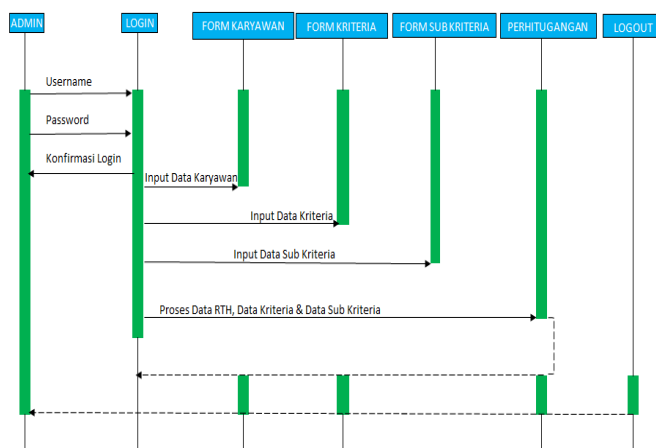 ADMIN
LOGIN
FORM KARYAWAN
FORM KRITERIA
FORM SUB KRITERIA
PERHITUGANGAN
LOGOUT
Username
Password
Konfirmasi Login
Input Data Karyawan
Input Data Kriteria
Input Data Sub Kriteria
Proses Data RTH, Data Kriteria & Data Sub Kriteria